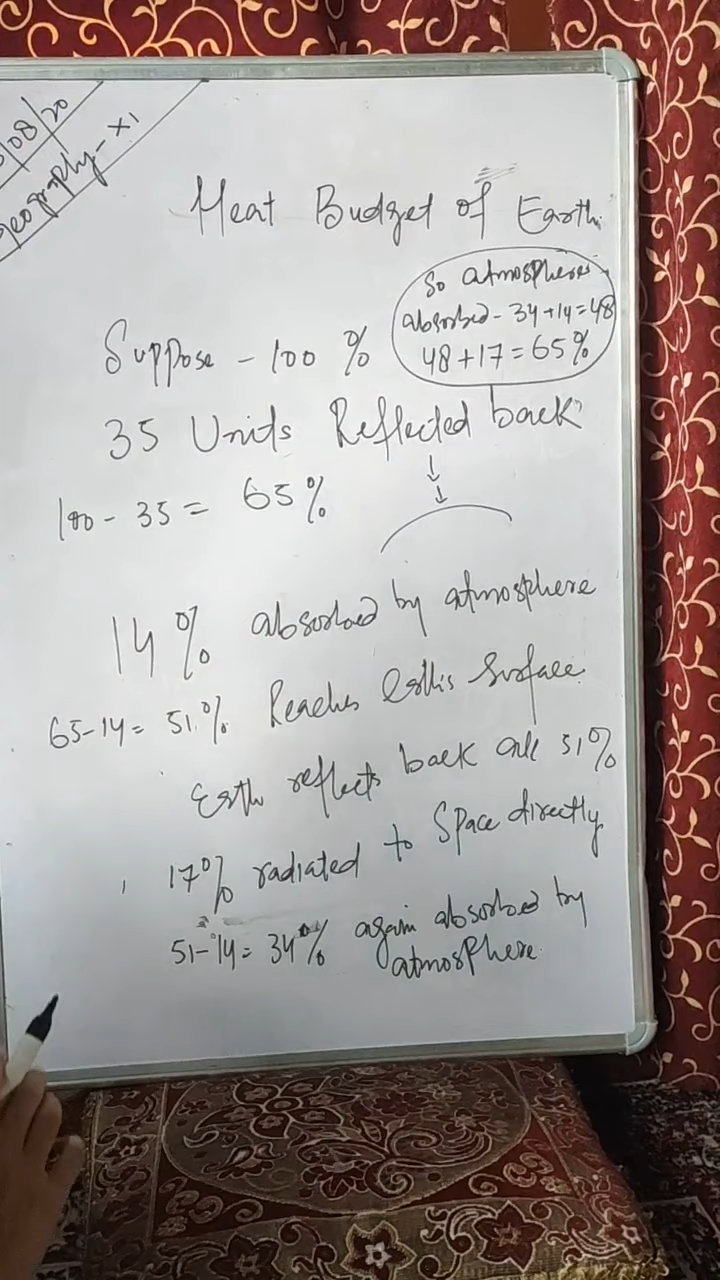 /08/20
Geography-XI
Heat Budget of Earth
So atmosphere
absorbed - 34+14=48
48+17=65%
Suppose - 100 %
35 Units Reflected back
100 - 35 = 65%
14% absorbed by atmosphere
65-14= 51% Reaches Earth's Surface
Earth reflects back all 51%
17% radiated to Space directly
51-14= 34% again absorbed by
atmosphere